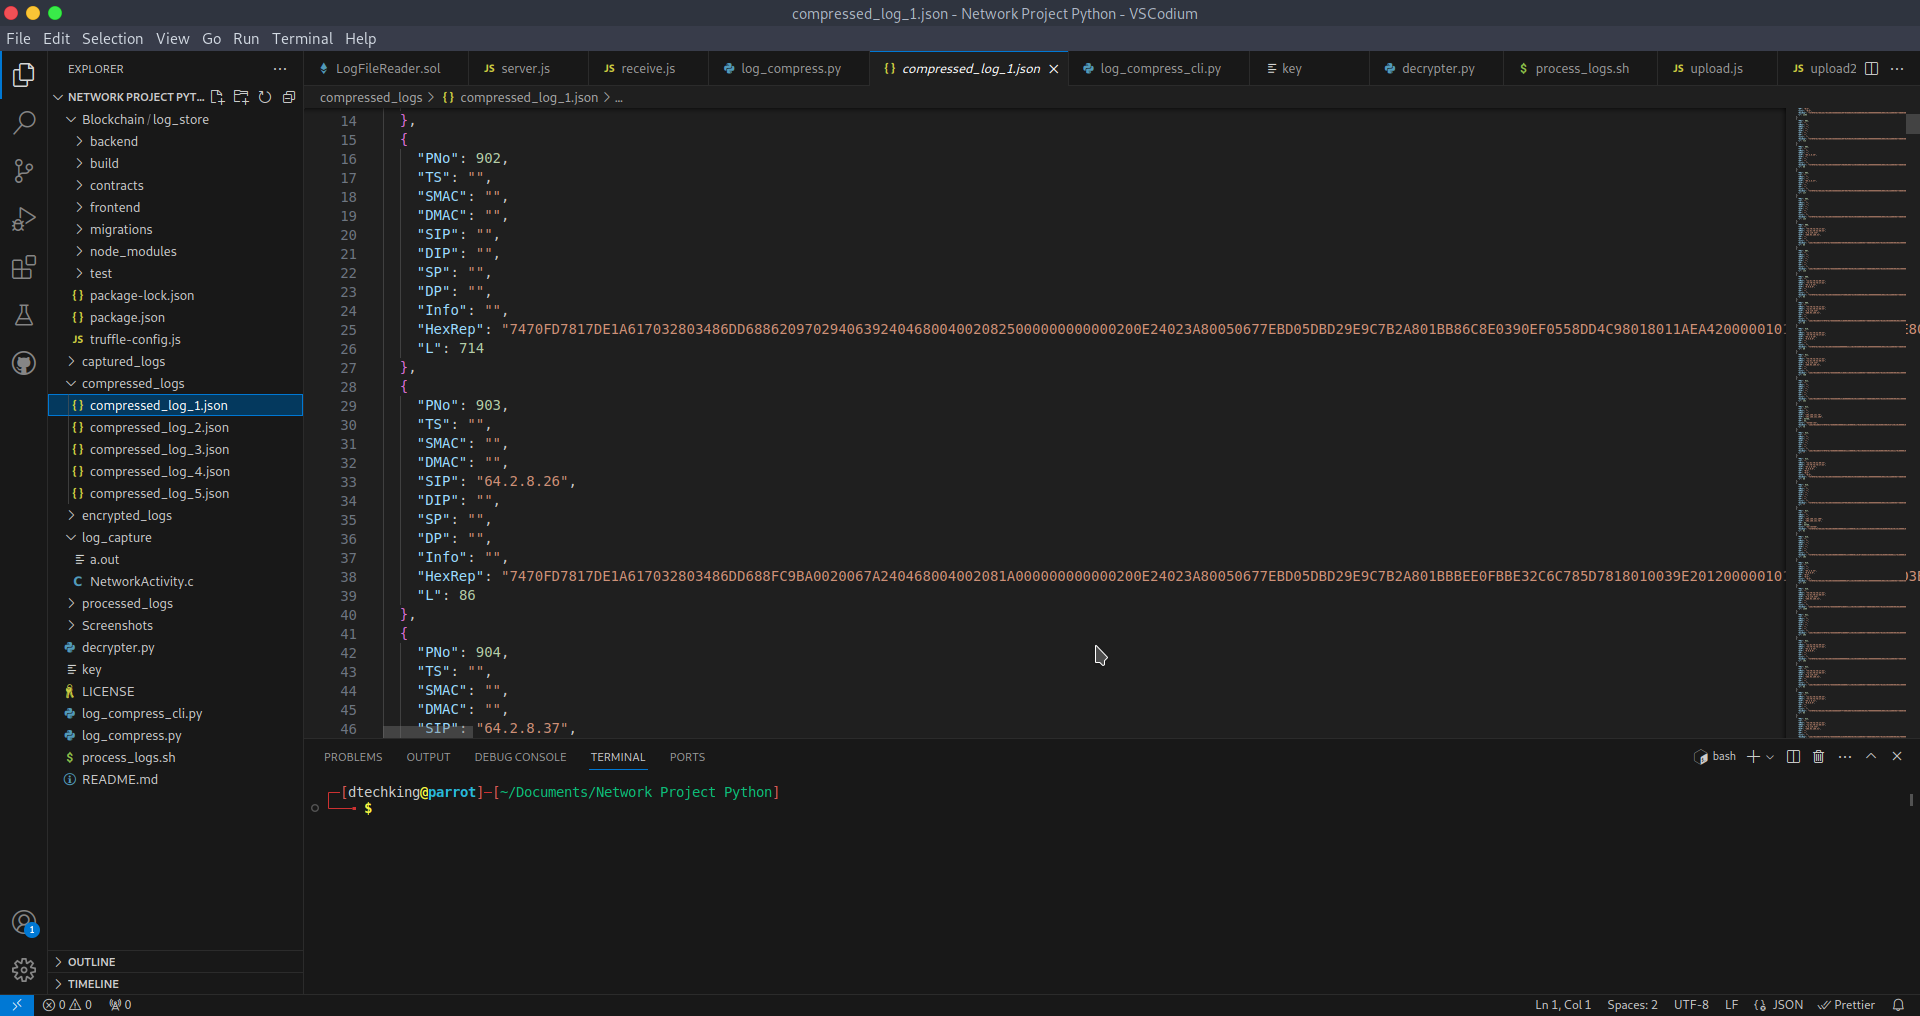 compressed_log_1.json - Network Project Python - VSCodium
File Edit Selection View Go Run Terminal Help
EXPLORER
LogFileReader.sol
JS server.js
JS receive.js
log_compress.py
{} compressed_log_1.json
log_compress_cli.py
key
decrypter.py
$ process_logs.sh
JS upload.js
JS upload2
NETWORK PROJECT PYT...
Blockchain / log_store
backend
build
contracts
frontend
migrations
node_modules
test
{} package-lock.json
{} package.json
JS truffle-config.js
captured_logs
compressed_logs
{} compressed_log_1.json
{} compressed_log_2.json
{} compressed_log_3.json
{} compressed_log_4.json
{} compressed_log_5.json
encrypted_logs
log_capture
a.out
C NetworkActivity.c
processed_logs
Screenshots
decrypter.py
key
LICENSE
log_compress_cli.py
log_compress.py
$ process_logs.sh
README.md
OUTLINE
TIMELINE
compressed_logs > {} compressed_log_1.json > ...
14 },
15 {
16 "PNo": 902,
17 "TS": "",
18 "SMAC": "",
19 "DMAC": "",
20 "SIP": "",
21 "DIP": "",
22 "SP": "",
23 "DP": "",
24 "Info": "",
25 "HexRep": "7470FD7817DE1A617032803486DD68862097029406392404680040020825000000000000200E24023A80050677EBD05DBD29E9C7B2A801BB86C8E0390EF0558DD4C98018011AEA42000010
26 "L": 714
27 },
28 {
29 "PNo": 903,
30 "TS": "",
31 "SMAC": "",
32 "DMAC": "",
33 "SIP": "64.2.8.26",
34 "DIP": "",
35 "SP": "",
36 "DP": "",
37 "Info": "",
38 "HexRep": "7470FD7817DE1A617032803486DD688FC9BA0020067A240468004002081A000000000000200E24023A80050677EBD05DBD29E9C7B2A801BBBEE0FBBE32C6C785D7818010039E2012000010
39 "L": 86
40 },
41 {
42 "PNo": 904,
43 "TS": "",
44 "SMAC": "",
45 "DMAC": "",
46 "SIP": "64.2.8.37",
PROBLEMS OUTPUT DEBUG CONSOLE TERMINAL PORTS
bash
[dtechking@parrot]-[~/Documents/Network Project Python]
$
1
0 0 0
Ln 1, Col 1 Spaces: 2 UTF-8 LF {} JSON Prettier